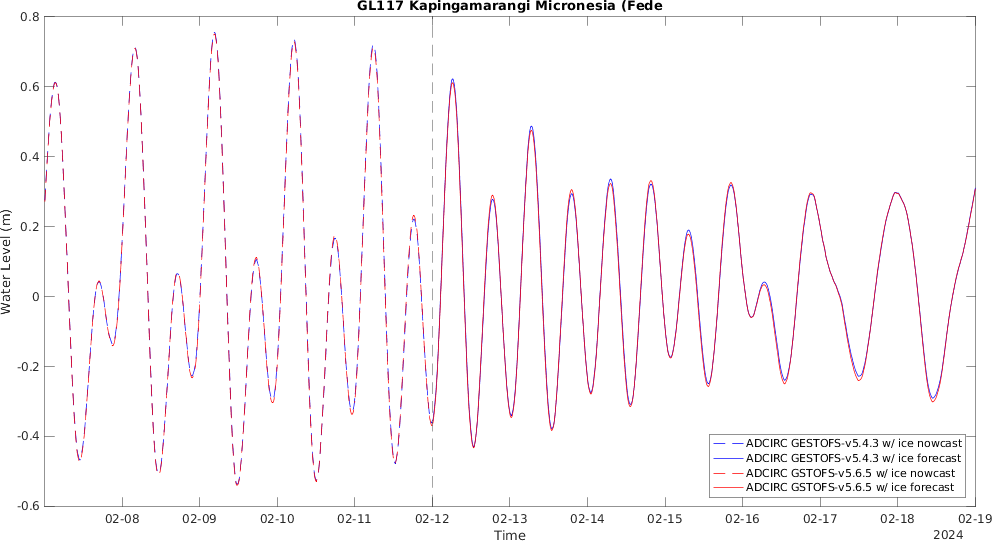 GL117 Kapingamarangi Micronesia (Fede
0.8
0.6
0.4
0.2
0
-0.2
-0.4
-0.6
Water Level (m)
ADCIRC GESTOFS-v5.4.3 w/ ice nowcast
ADCIRC GESTOFS-v5.4.3 w/ ice forecast
ADCIRC GSTOFS-v5.6.5 w/ ice nowcast
ADCIRC GSTOFS-v5.6.5 w/ ice forecast
02-08 02-09 02-10 02-11 02-12 02-13 02-14 02-15 02-16 02-17 02-18 02-19
Time
2024